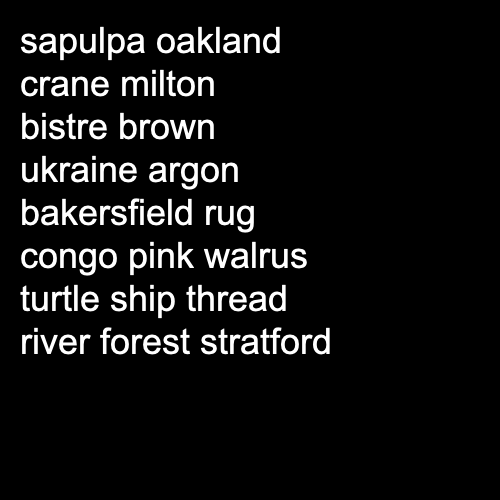 sapulpa oakland
crane milton
bistre brown
ukraine argon
bakersfield rug
congo pink walrus
turtle ship thread
river forest stratford